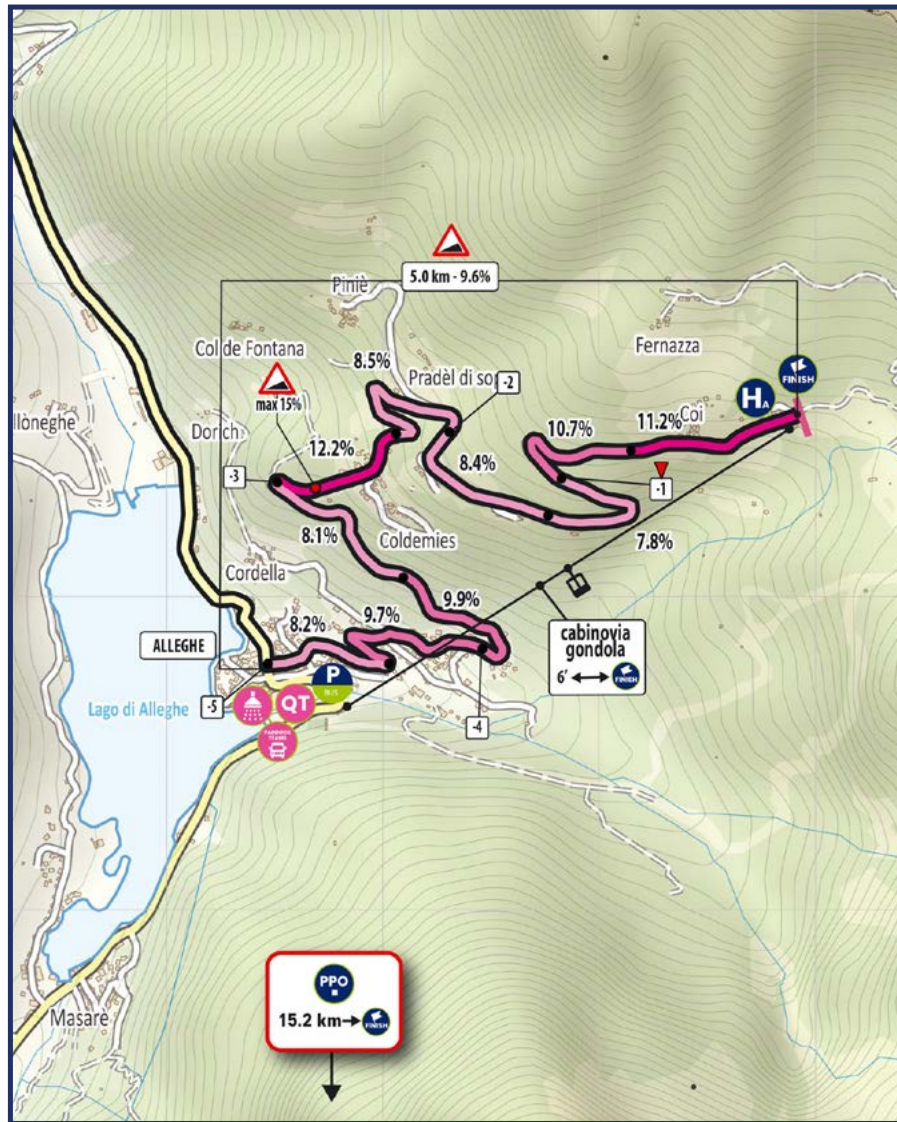 5.0 km - 9.6%
Piniè
Fernazza
Col de Fontana
8.5%
Pradèl di sop
-2
FINISH
max 15%
HA
Coi
Dorich
10.7%
11.2%
lloneghe
12.2%
-3
8.4%
-1
8.1%
Coldemies
7.8%
Cordella
9.9%
ALLEGHE
8.2%
9.7%
cabinovia
gondola
6'
FINISH
P
BUS
Lago di Alleghe
-5
QT
-4
PADDOCK
TEAMS
PPO
15.2 km
FINISH
Masarè